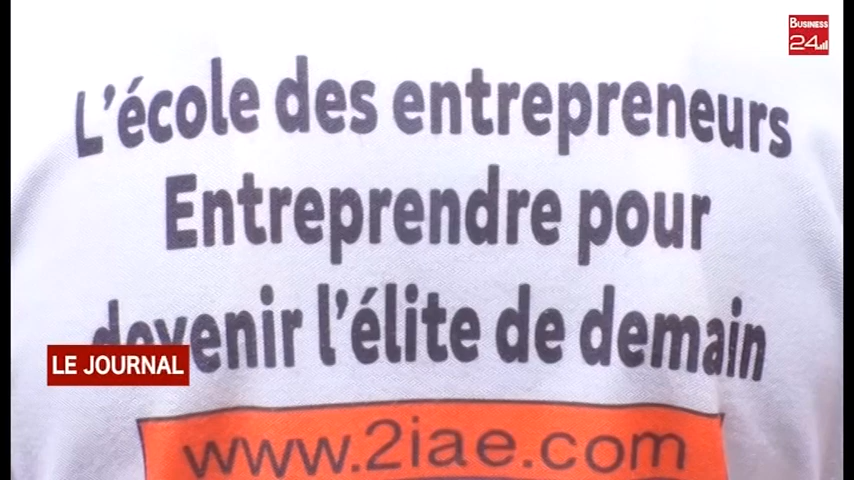 BUSINESS
24
L'école des entrepreneurs
Entreprendre pour
devenir l'élite de demain
LE JOURNAL
www.2iae.com